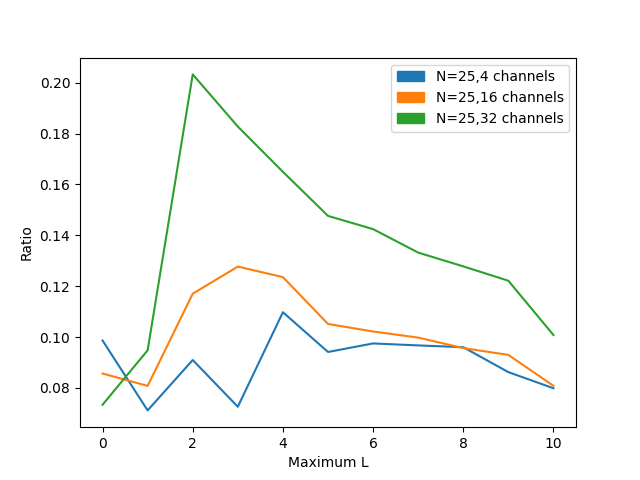 N=25,4 channels
N=25,16 channels
N=25,32 channels
0.20
0.18
0.16
0.14
0.12
0.10
0.08
Ratio
0 2 4 6 8 10
Maximum L